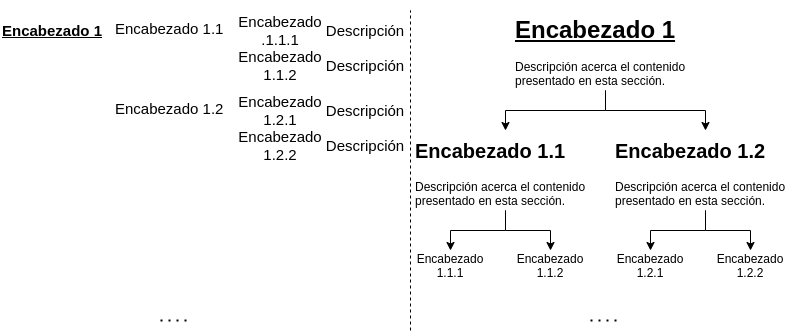 Encabezado 1
Encabezado 1.1
Encabezado
.1.1.1
Descripción
Encabezado
1.1.2
Descripción
Encabezado 1.2
Encabezado
1.2.1
Descripción
Encabezado
1.2.2
Descripción
. . . .
Encabezado 1
Descripción acerca el contenido
presentado en esta sección.
Encabezado 1.1
Descripción acerca el contenido
presentado en esta sección.
Encabezado
1.1.1
Encabezado
1.1.2
Encabezado 1.2
Descripción acerca el contenido
presentado en esta sección.
Encabezado
1.2.1
Encabezado
1.2.2
. . . .